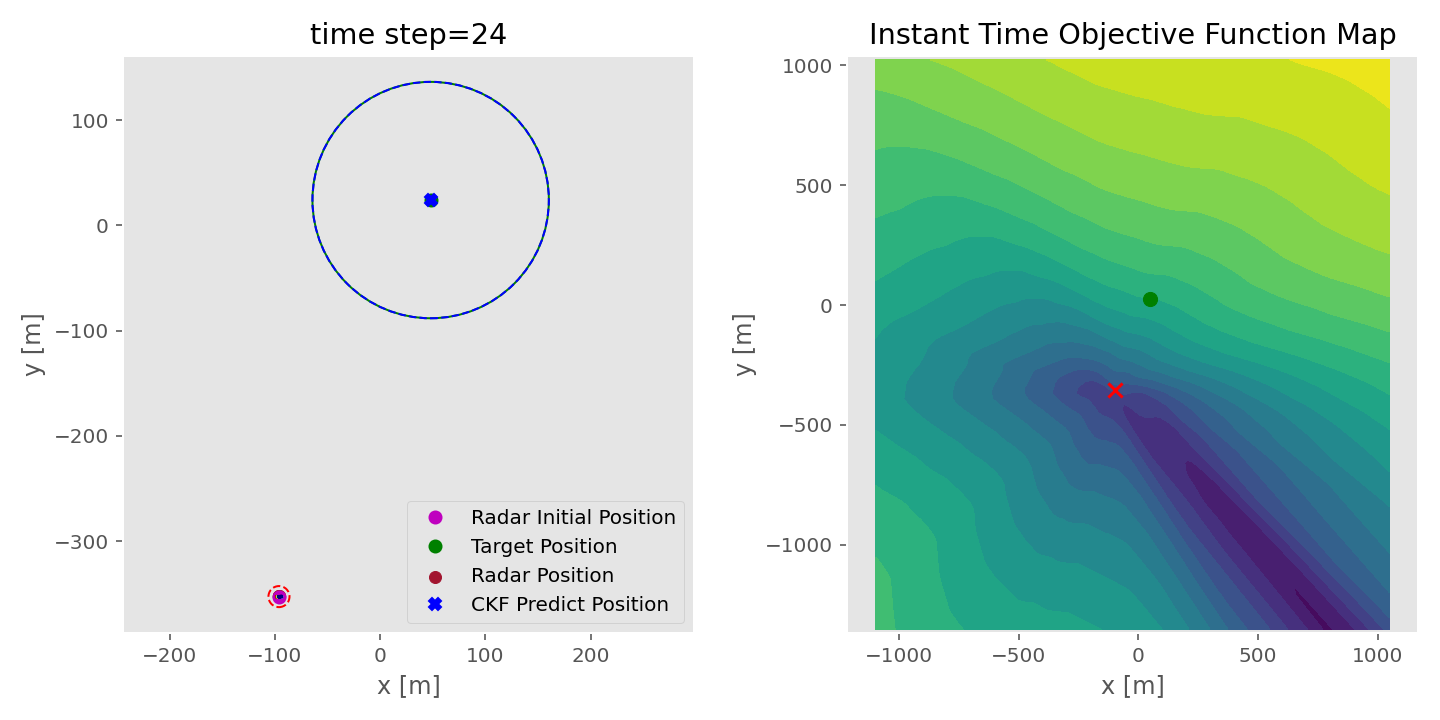 time step=24
100
0
−100
−200
−300
y [m]
−200
−100
0
100
200
x [m]
Radar Initial Position
Target Position
Radar Position
CKF Predict Position
Instant Time Objective Function Map
1000
500
0
−500
−1000
y [m]
−1000
−500
0
500
1000
x [m]